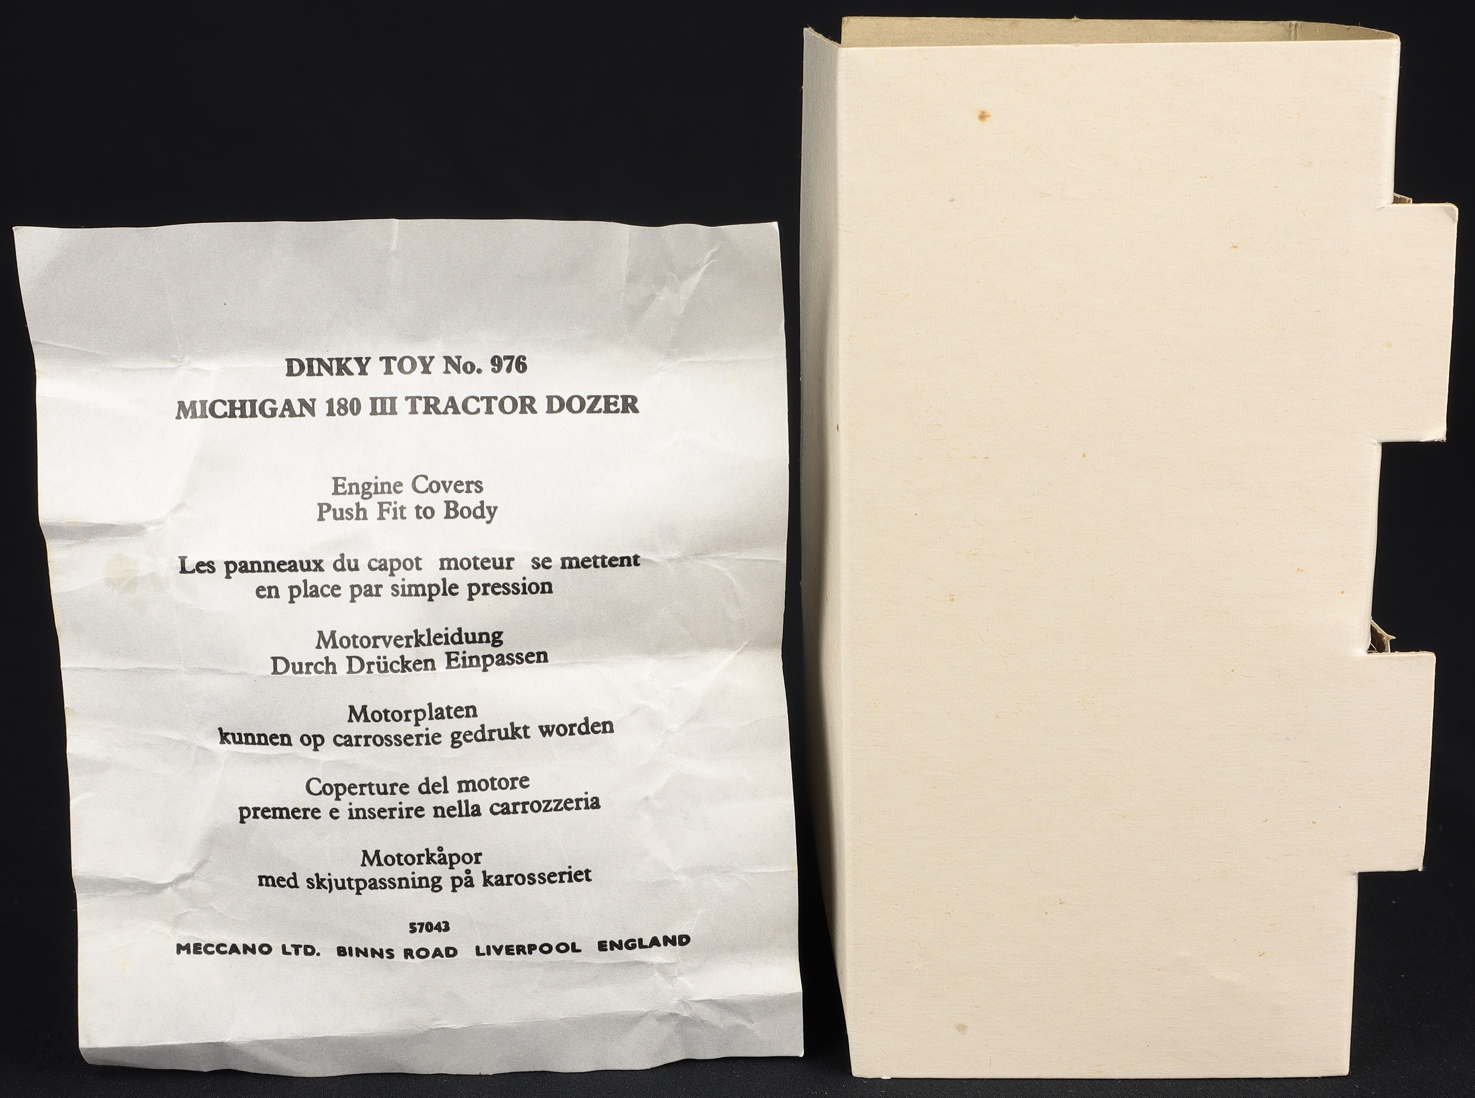 DINKY TOY No. 976
MICHIGAN 180 III TRACTOR DOZER
Engine Covers
Push Fit to Body
Les panneaux du capot moteur se mettent
en place par simple pression
Motorverkleidung
Durch Drücken Einpassen
Motorplaten
kunnen op carrosserie gedrukt worden
Coperture del motore
premere e inserire nella carrozzeria
Motorkåpor
med skjutpassning på karosseriet
57043
MECCANO LTD. BINNS ROAD LIVERPOOL ENGLAND